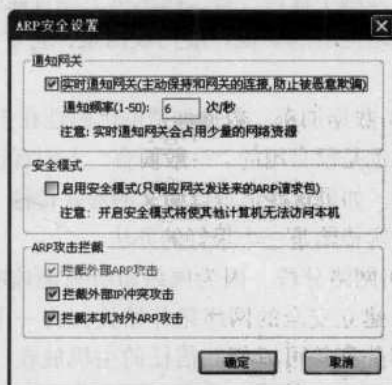 ARP安全设置
通知网关
实时通知网关(主动保持和网关的连接,防止被恶意欺骗)
通知频率(1-50): 6 次/秒
注意: 实时通知网关会占用少量的网络资源
安全模式
启用安全模式(只响应网关发送来的ARP请求包)
注意: 开启安全模式将使其他计算机无法访问本机
ARP攻击拦截
拦截外部ARP攻击
拦截外部IP冲突攻击
拦截本机对外ARP攻击
确定 取消